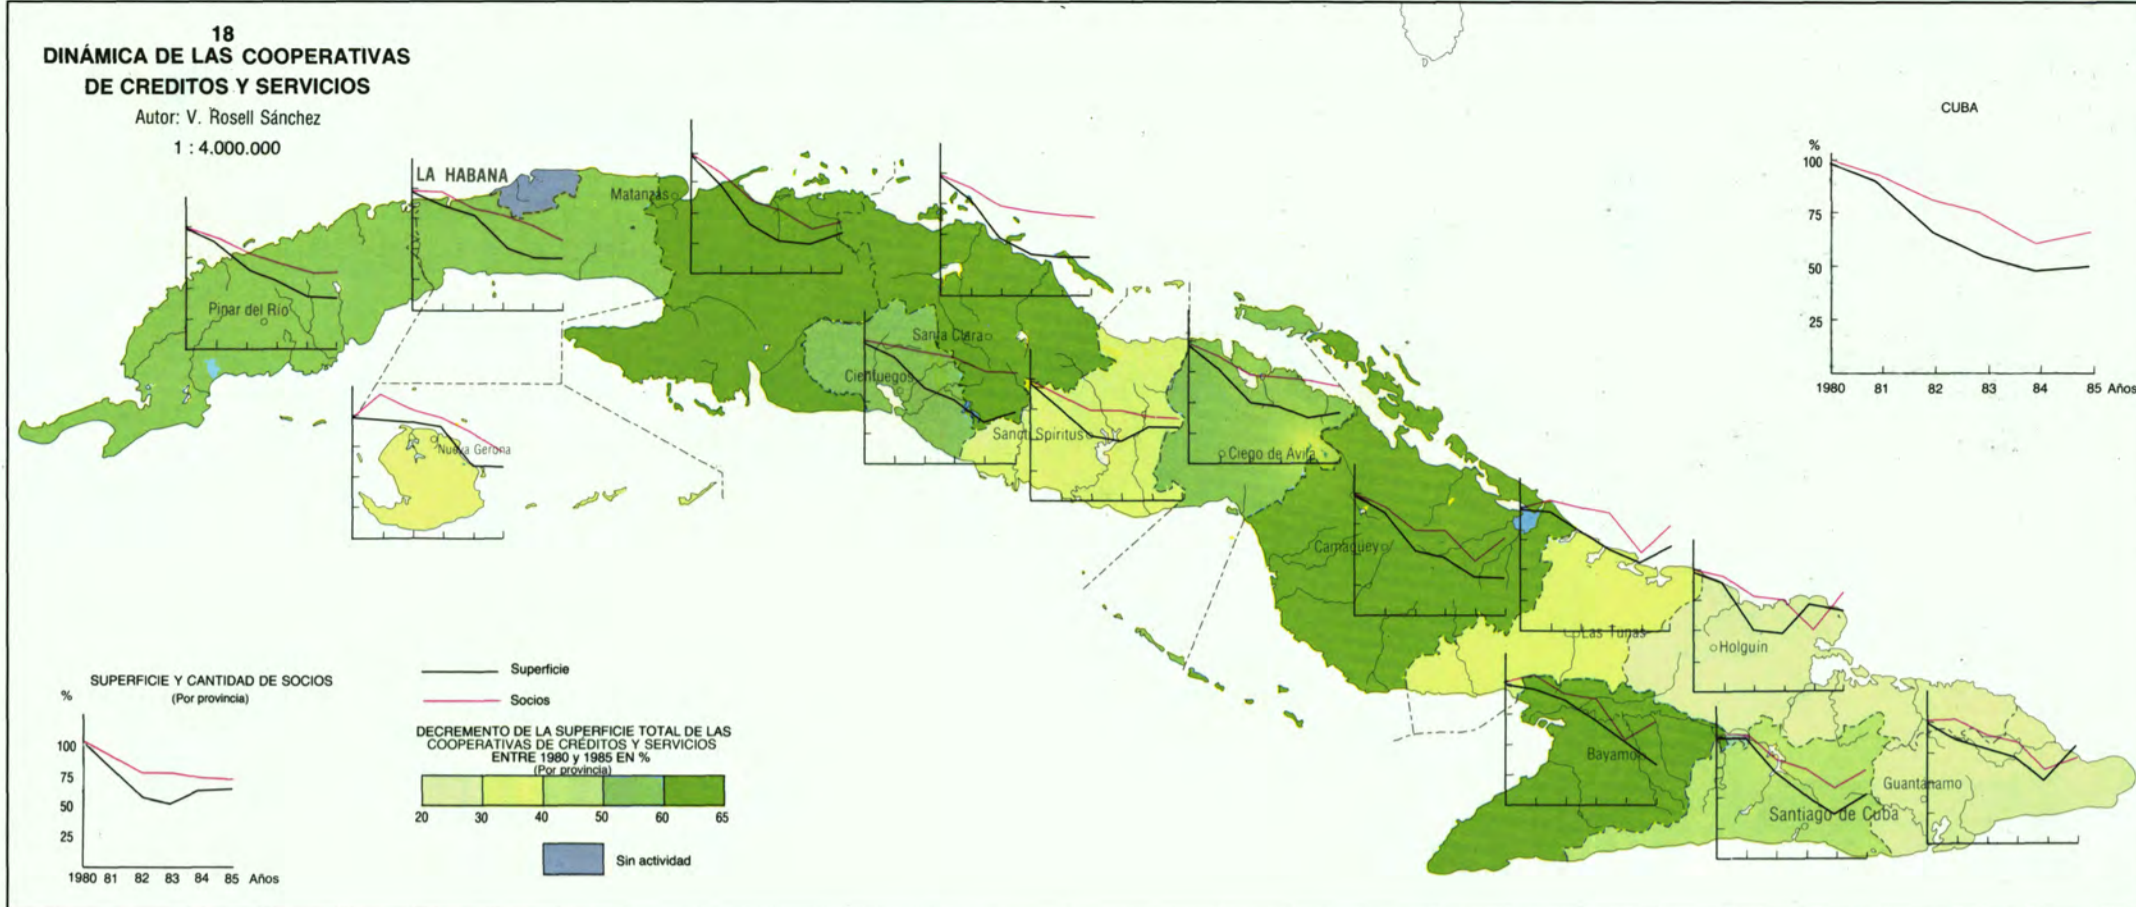 18
DINÁMICA DE LAS COOPERATIVAS
DE CREDITOS Y SERVICIOS
Autor: V. Rosell Sánchez
1 : 4.000.000
CUBA
%
100
75
50
25
1980 81 82 83 84 85 Años
LA HABANA
Matanzas
Pinar del Río
Nueva Gerona
Santa Clara
Cienfuegos
Sancti Spíritus
Ciego de Avila
Camagüey
Las Tunas
Holguín
Bayamo
Santiago de Cuba
Guantánamo
SUPERFICIE Y CANTIDAD DE SOCIOS
(Por provincia)
%
100
75
50
25
1980 81 82 83 84 85 Años
Superficie
Socios
DECREMENTO DE LA SUPERFICIE TOTAL DE LAS
COOPERATIVAS DE CRÉDITOS Y SERVICIOS
ENTRE 1980 y 1985 EN %
(Por provincia)
20 30 40 50 60 65
Sin actividad